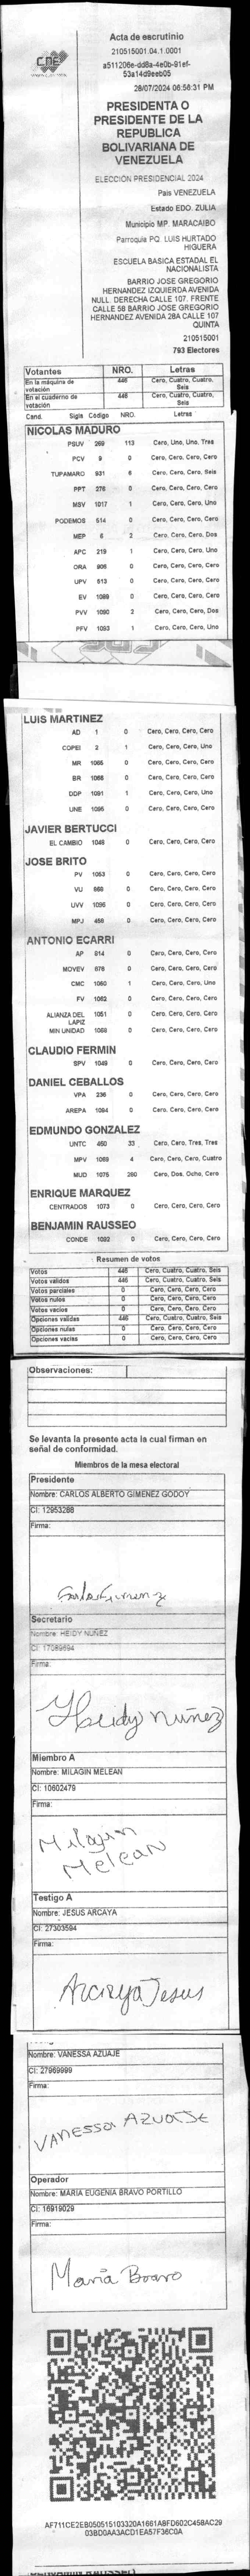 CNE
Acta de escrutinio
210515001.04.1.0001
a511206e-dd8a-4e0b-91ef-
53a14d9eeb05
28/07/2024 06:56:31 PM
PRESIDENTA O
PRESIDENTE DE LA
REPUBLICA
BOLIVARIANA DE
VENEZUELA
ELECCIÓN PRESIDENCIAL 2024
Pais VENEZUELA
Estado EDO. ZULIA
Municipio MP. MARACAIBO
Parroquia PQ. LUIS HURTADO
HIGUERA
ESCUELA BASICA ESTADAL EL
NACIONALISTA
BARRIO JOSE GREGORIO
HERNANDEZ IZQUIERDA AVENIDA
NULL. DERECHA CALLE 107. FRENTE
CALLE 58 BARRIO JOSE GREGORIO
HERNANDEZ AVENIDA 28A CALLE 107
QUINTA
210515001
793 Electores
Votantes NRO. Letras
En la máquina de votación 446 Cero, Cuatro, Cuatro, Seis
En el cuaderno de votación 446 Cero, Cuatro, Cuatro, Seis
Cand. Sigla Código NRO. Letras
NICOLAS MADURO
PSUV 269 113 Cero, Uno, Uno, Tres
PCV 9 0 Cero, Cero, Cero, Cero
TUPAMARO 931 6 Cero, Cero, Cero, Seis
PPT 276 0 Cero, Cero, Cero, Cero
MSV 1017 1 Cero, Cero, Cero, Uno
PODEMOS 514 0 Cero, Cero, Cero, Cero
MEP 6 2 Cero, Cero, Cero, Dos
APC 219 1 Cero, Cero, Cero, Uno
ORA 906 0 Cero, Cero, Cero, Cero
UPV 513 0 Cero, Cero, Cero, Cero
EV 1089 0 Cero, Cero, Cero, Cero
PVV 1090 2 Cero, Cero, Cero, Dos
PFV 1093 1 Cero, Cero, Cero, Uno
LUIS MARTINEZ
AD 1 0 Cero, Cero, Cero, Cero
COPEI 2 1 Cero, Cero, Cero, Uno
MR 1065 0 Cero, Cero, Cero, Cero
BR 1066 0 Cero, Cero, Cero, Cero
DDP 1091 1 Cero, Cero, Cero, Uno
UNE 1095 0 Cero, Cero, Cero, Cero
JAVIER BERTUCCI
EL CAMBIO 1048 0 Cero, Cero, Cero, Cero
JOSE BRITO
PV 1053 0 Cero, Cero, Cero, Cero
VU 660 0 Cero, Cero, Cero, Cero
UVV 1096 0 Cero, Cero, Cero, Cero
MPJ 456 0 Cero, Cero, Cero, Cero
ANTONIO ECARRI
AP 914 0 Cero, Cero, Cero, Cero
MOVEV 676 0 Cero, Cero, Cero, Cero
CMC 1060 1 Cero, Cero, Cero, Uno
FV 1062 0 Cero, Cero, Cero, Cero
ALIANZA DEL LAPIZ 1051 0 Cero, Cero, Cero, Cero
MIN UNIDAD 1068 0 Cero, Cero, Cero, Cero
CLAUDIO FERMIN
SPV 1049 0 Cero, Cero, Cero, Cero
DANIEL CEBALLOS
VPA 236 0 Cero, Cero, Cero, Cero
AREPA 1094 0 Cero, Cero, Cero, Cero
EDMUNDO GONZALEZ
UNTC 450 33 Cero, Cero, Tres, Tres
MPV 1069 4 Cero, Cero, Cero, Cuatro
MUD 1075 280 Cero, Dos, Ocho, Cero
ENRIQUE MARQUEZ
CENTRADOS 1073 0 Cero, Cero, Cero, Cero
BENJAMIN RAUSSEO
CONDE 1092 0 Cero, Cero, Cero, Cero
Resumen de votos
Votos 446 Cero, Cuatro, Cuatro, Seis
Votos válidos 446 Cero, Cuatro, Cuatro, Seis
Votos parciales 0 Cero, Cero, Cero, Cero
Votos nulos 0 Cero, Cero, Cero, Cero
Votos vacíos 0 Cero, Cero, Cero, Cero
Opciones validas 446 Cero, Cuatro, Cuatro, Seis
Opciones nulas 0 Cero, Cero, Cero, Cero
Opciones vacias 0 Cero, Cero, Cero, Cero
Observaciones:
Se levanta la presente acta la cual firman en
señal de conformidad.
Miembros de la mesa electoral
Presidente
Nombre: CARLOS ALBERTO GIMENEZ GODOY
CI: 12953288
Firma:
Secretario
Nombre: HEIDY NUÑEZ
CI: 17089694
Firma:
Heidy Nuñez
Miembro A
Nombre: MILAGIN MELEAN
CI: 10602479
Firma:
Milagin
Melean
Testigo A
Nombre: JESUS ARCAYA
CI: 27303594
Firma:
Arcaya Jesus
Nombre: VANESSA AZUAJE
CI: 27969999
Firma:
VANESSA AZUAJE
Operador
Nombre: MARIA EUGENIA BRAVO PORTILLO
CI: 16919029
Firma:
Maria Bravo
AF711CE2EB050515103320A1661A8FD602C458AC29
03BD0AA3ACD1EA57F36C0A